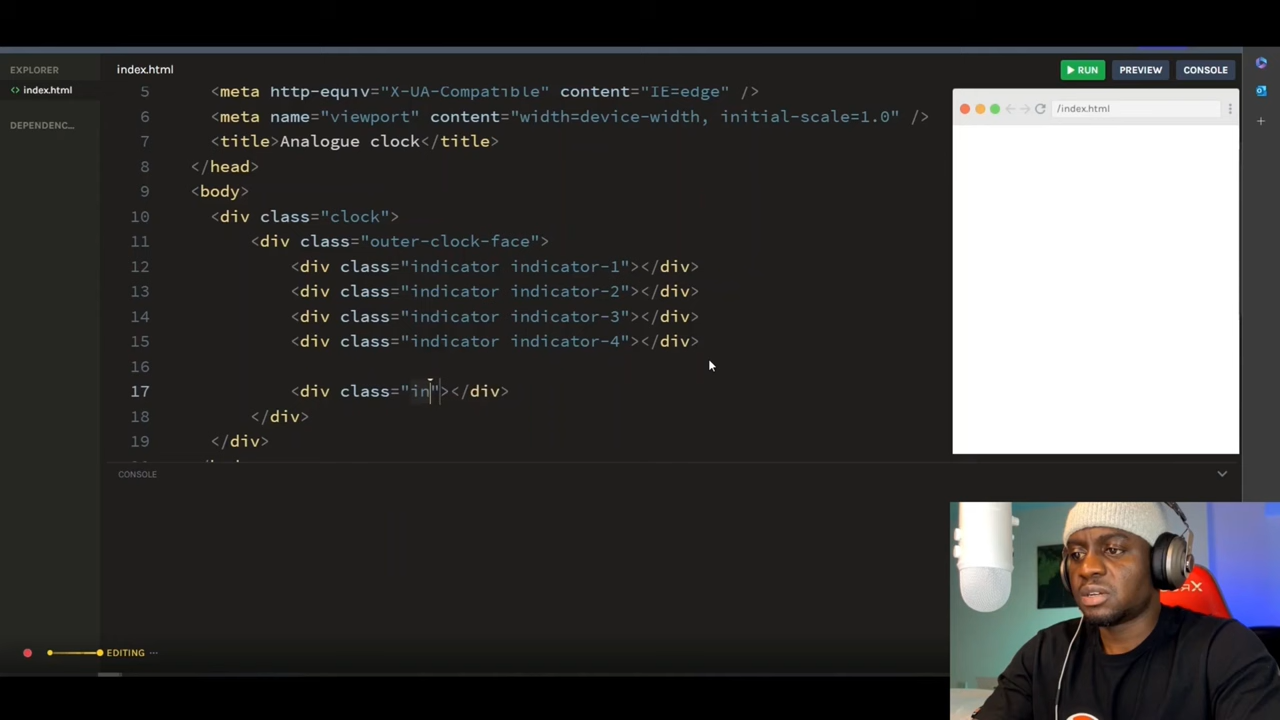 EXPLORER
index.html
RUN
PREVIEW
CONSOLE
<> index.html
DEPENDENC...
/index.html
5 <meta http-equiv="X-UA-Compatible" content="IE=edge" />
6 <meta name="viewport" content="width=device-width, initial-scale=1.0" />
7 <title>Analogue clock</title>
8 </head>
9 <body>
10 <div class="clock">
11 <div class="outer-clock-face">
12 <div class="indicator indicator-1"></div>
13 <div class="indicator indicator-2"></div>
14 <div class="indicator indicator-3"></div>
15 <div class="indicator indicator-4"></div>
16
17 <div class="in"></div>
18 </div>
19 </div>
CONSOLE
EDITING ...